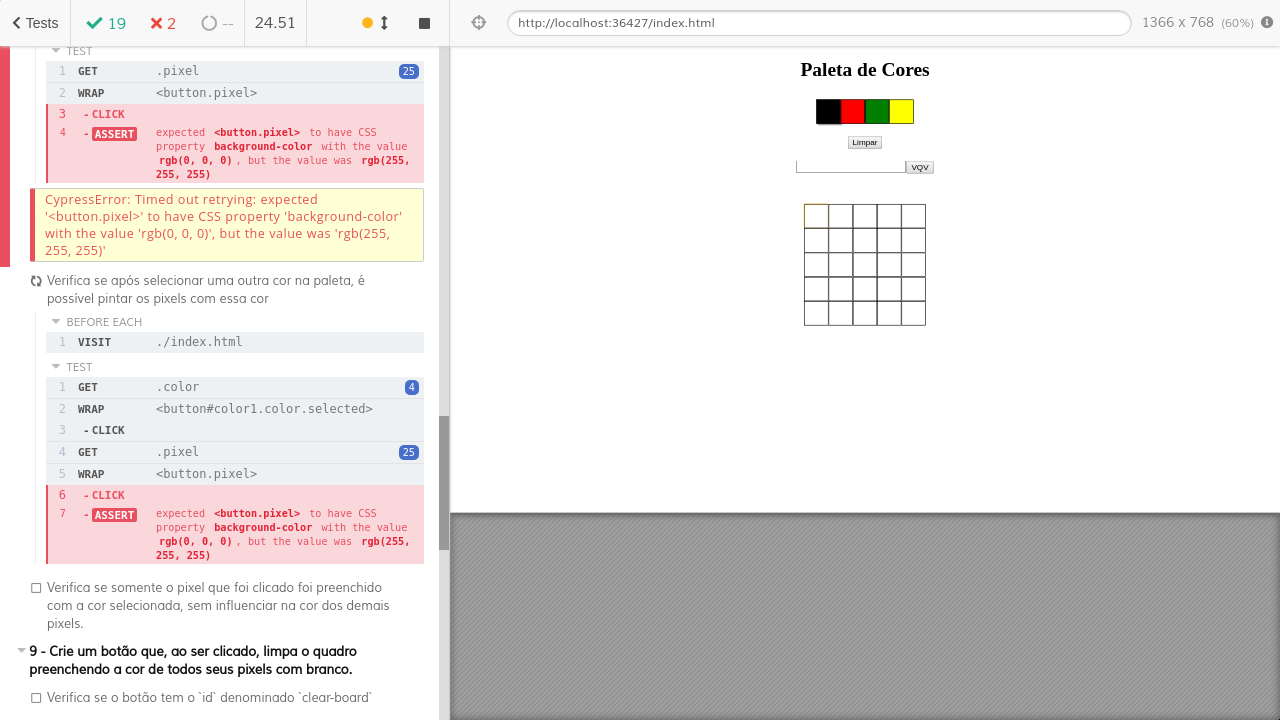 Tests 19 2 -- 24.51
http://localhost:36427/index.html 1366 x 768 (60%)
TEST
1 GET .pixel 25
2 WRAP <button.pixel>
3 - CLICK
4 - ASSERT expected <button.pixel> to have CSS
property background-color with the value
rgb(0, 0, 0) , but the value was rgb(255,
255, 255)
CypressError: Timed out retrying: expected
'<button.pixel>' to have CSS property 'background-color'
with the value 'rgb(0, 0, 0)', but the value was 'rgb(255,
255, 255)'
Verifica se após selecionar uma outra cor na paleta, é
possível pintar os pixels com essa cor
BEFORE EACH
1 VISIT ./index.html
TEST
1 GET .color 4
2 WRAP <button#color1.color.selected>
3 - CLICK
4 GET .pixel 25
5 WRAP <button.pixel>
6 - CLICK
7 - ASSERT expected <button.pixel> to have CSS
property background-color with the value
rgb(0, 0, 0) , but the value was rgb(255,
255, 255)
Verifica se somente o pixel que foi clicado foi preenchido
com a cor selecionada, sem influenciar na cor dos demais
pixels.
9 - Crie um botão que, ao ser clicado, limpa o quadro
preenchendo a cor de todos seus pixels com branco.
Verifica se o botão tem o `id` denominado `clear-board`
Paleta de Cores
Limpar
VQV